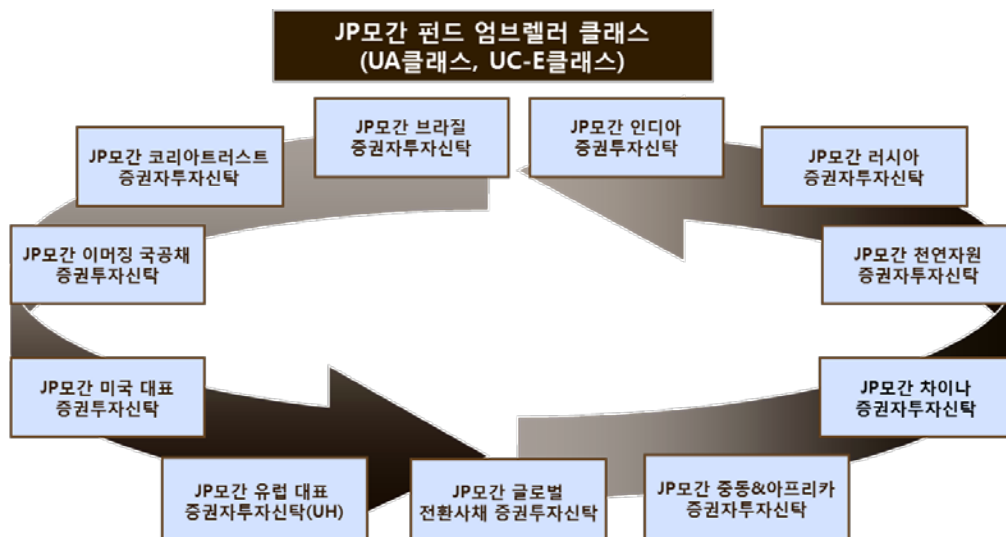 JP모간 펀드 엄브렐러 클래스
(UA클래스, UC-E클래스)
JP모간 브라질
증권자투자신탁
JP모간 인디아
증권투자신탁
JP모간 코리아트러스트
증권자투자신탁
JP모간 러시아
증권자투자신탁
JP모간 이머징 국공채
증권투자신탁
JP모간 천연자원
증권자투자신탁
JP모간 미국 대표
증권투자신탁
JP모간 차이나
증권자투자신탁
JP모간 유럽 대표
증권자투자신탁(UH)
JP모간 글로벌
전환사채 증권투자신탁
JP모간 중동&아프리카
증권자투자신탁